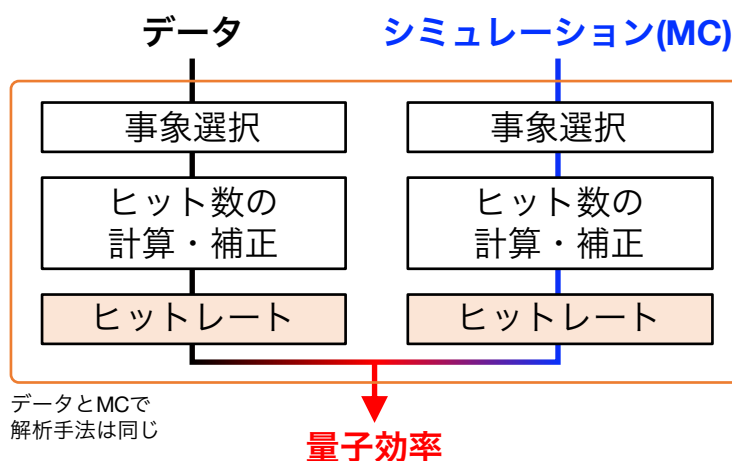 データ
シミュレーション(MC)
事象選択
事象選択
ヒット数の
計算・補正
ヒット数の
計算・補正
ヒットレート
ヒットレート
データとMCで
解析手法は同じ
量子効率